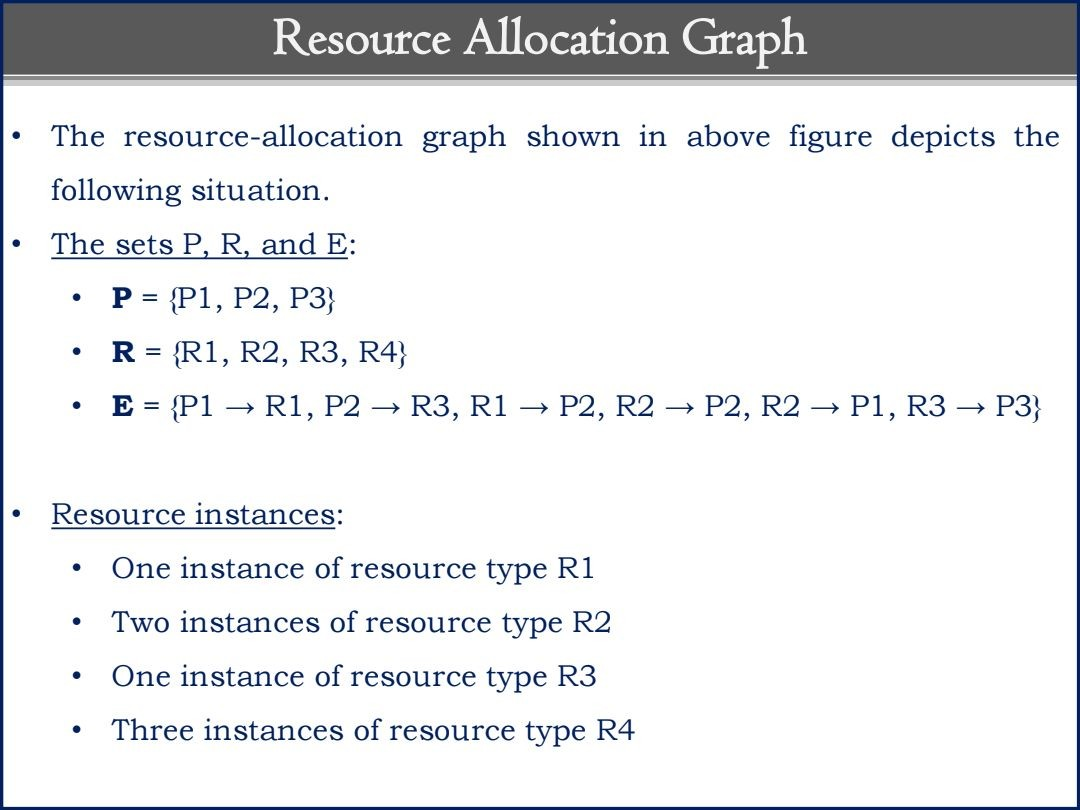 Resource Allocation Graph
• The resource-allocation graph shown in above figure depicts the
following situation.
• The sets P, R, and E:
• P = {P1, P2, P3}
• R = {R1, R2, R3, R4}
• E = {P1 → R1, P2 → R3, R1 → P2, R2 → P2, R2 → P1, R3 → P3}
• Resource instances:
• One instance of resource type R1
• Two instances of resource type R2
• One instance of resource type R3
• Three instances of resource type R4